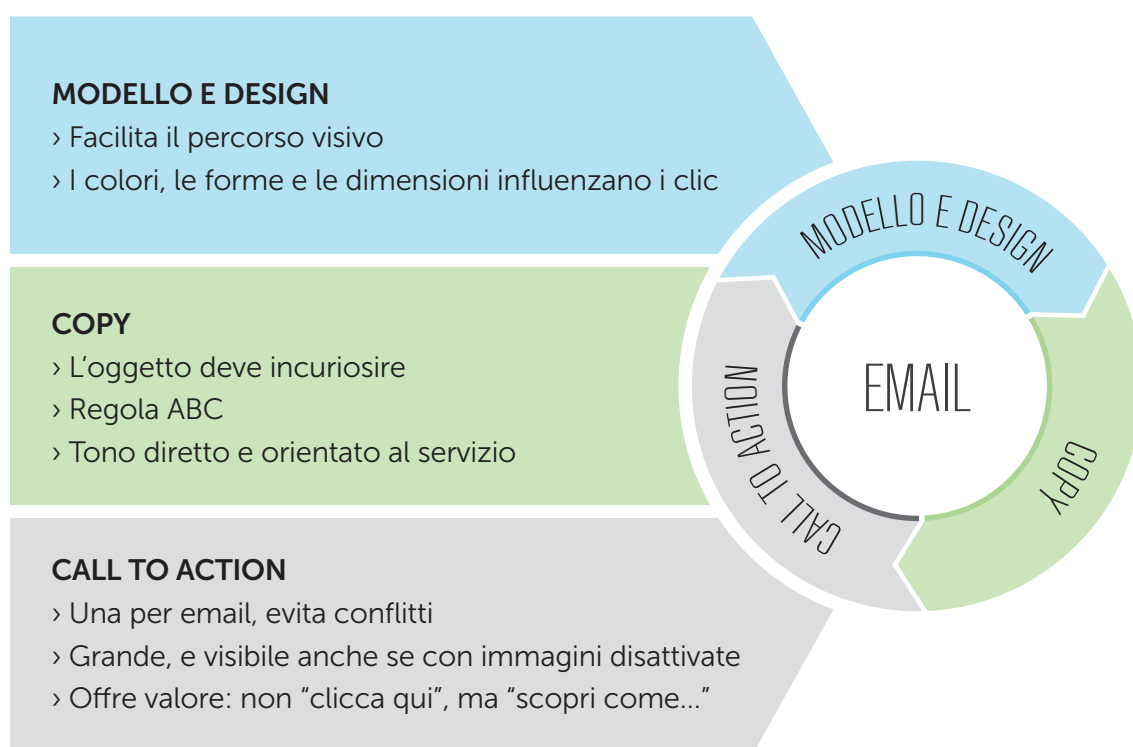 MODELLO E DESIGN
› Facilita il percorso visivo
› I colori, le forme e le dimensioni influenzano i clic
COPY
› L’oggetto deve incuriosire
› Regola ABC
› Tono diretto e orientato al servizio
CALL TO ACTION
› Una per email, evita conflitti
› Grande, e visibile anche se con immagini disattivate
› Offre valore: non “clicca qui”, ma “scopri come...”
MODELLO E DESIGN
EMAIL
CALL TO ACTION
COPY